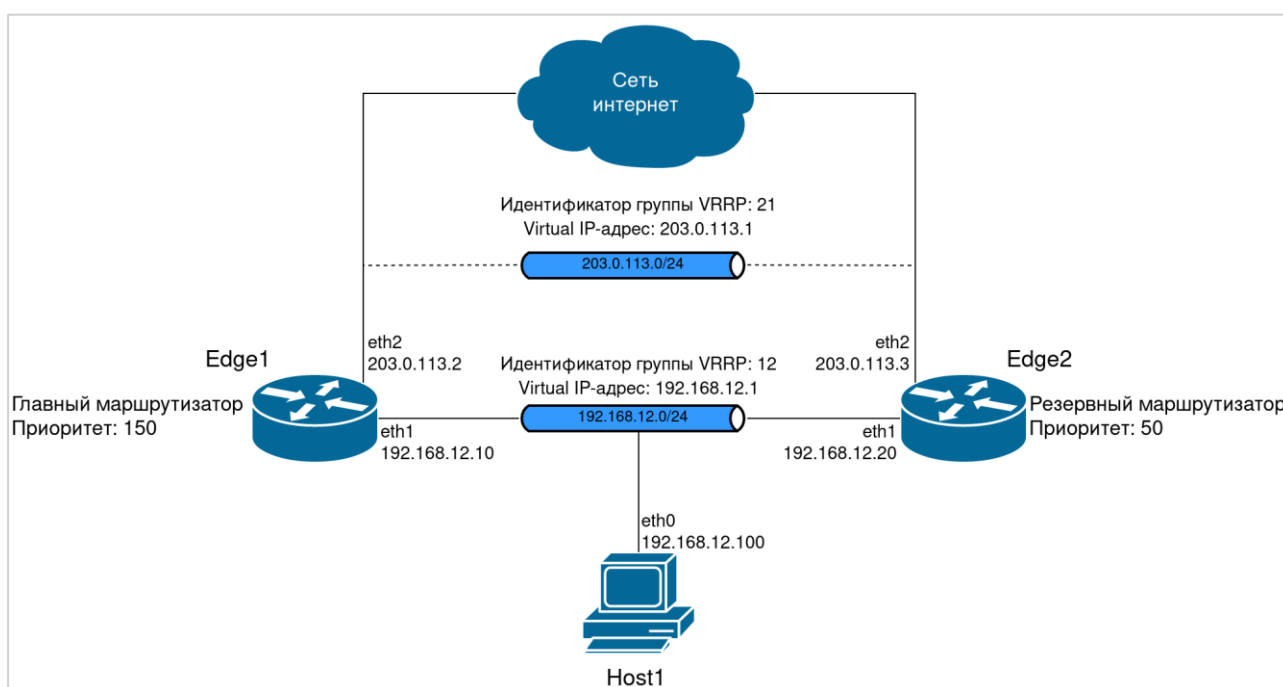 Сеть
интернет
Идентификатор группы VRRP: 21
Virtual IP-адрес: 203.0.113.1
203.0.113.0/24
eth2
203.0.113.2
eth2
203.0.113.3
Edge1
Edge2
Идентификатор группы VRRP: 12
Virtual IP-адрес: 192.168.12.1
192.168.12.0/24
Главный маршрутизатор
Приоритет: 150
Резервный маршрутизатор
Приоритет: 50
eth1
192.168.12.10
eth1
192.168.12.20
eth0
192.168.12.100
Host1